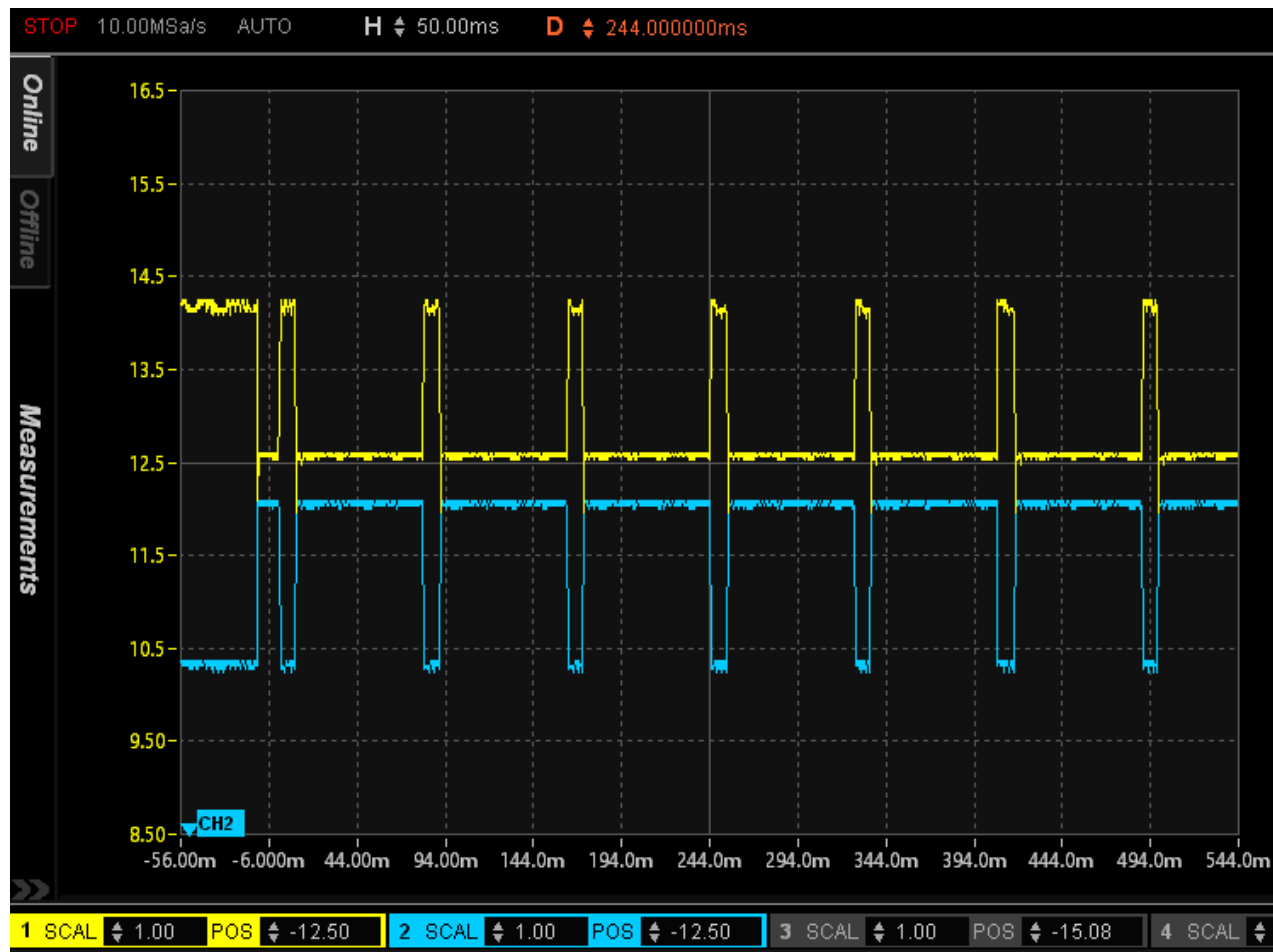 STOP 10.00MSa/s AUTO H 50.00ms D 244.000000ms
Online
Offline
Measurements
16.5
15.5
14.5
13.5
12.5
11.5
10.5
9.50
8.50
CH2
-56.00m -6.000m 44.00m 94.00m 144.0m 194.0m 244.0m 294.0m 344.0m 394.0m 444.0m 494.0m 544.0m
1 SCAL 1.00 POS -12.50 2 SCAL 1.00 POS -12.50 3 SCAL 1.00 POS -15.08 4 SCAL